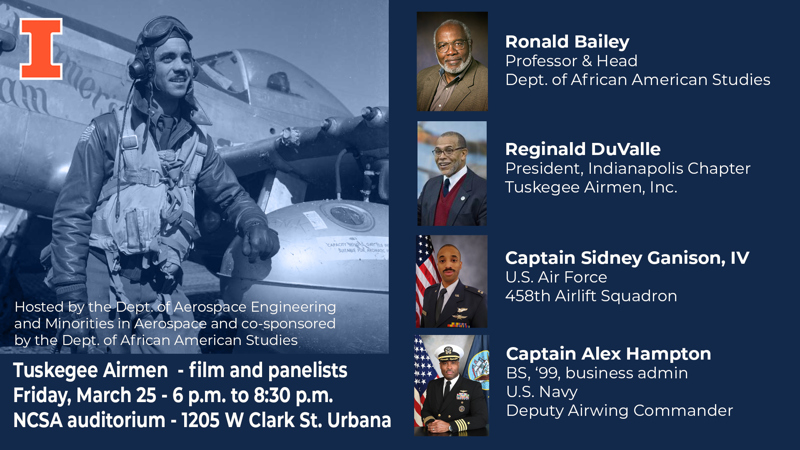 I
Hosted by the Dept. of Aerospace Engineering
and Minorities in Aerospace and co-sponsored
by the Dept. of African American Studies
Tuskegee Airmen - film and panelists
Friday, March 25 - 6 p.m. to 8:30 p.m.
NCSA auditorium - 1205 W Clark St. Urbana
Ronald Bailey
Professor & Head
Dept. of African American Studies
Reginald DuValle
President, Indianapolis Chapter
Tuskegee Airmen, Inc.
Captain Sidney Ganison, IV
U.S. Air Force
458th Airlift Squadron
Captain Alex Hampton
BS, ‘99, business admin
U.S. Navy
Deputy Airwing Commander